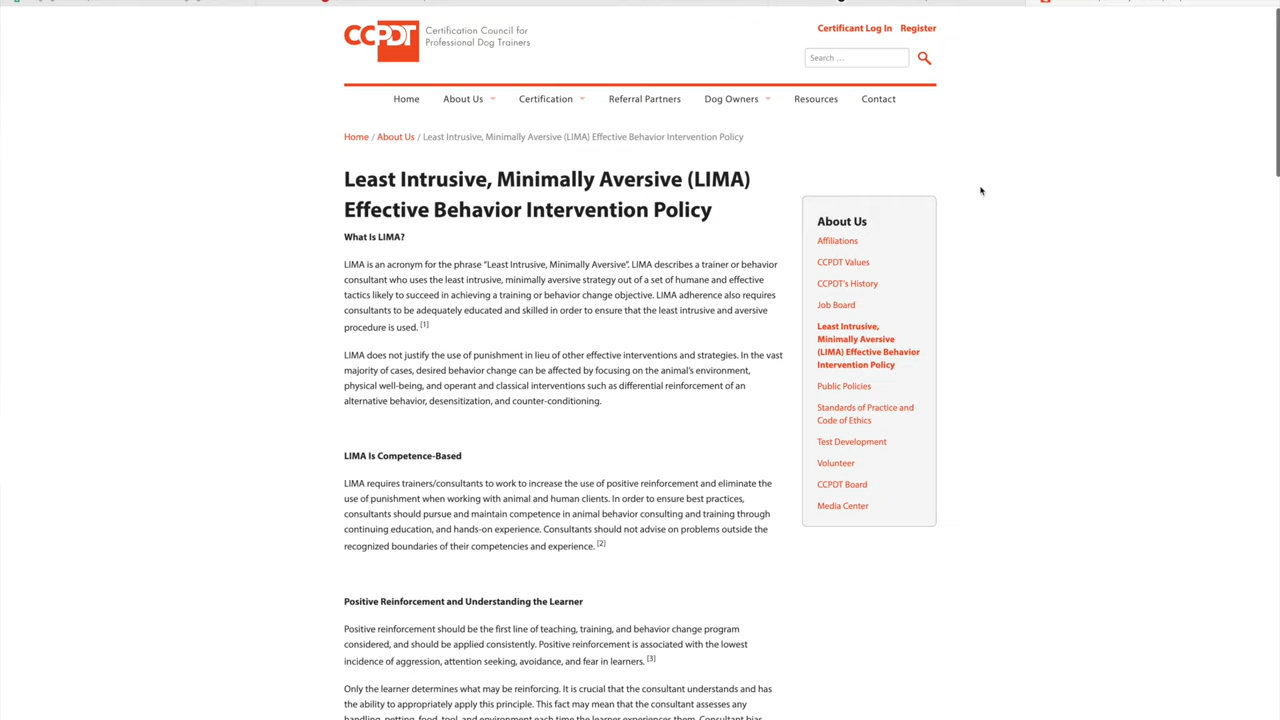 CCPDT
Certification Council for
Professional Dog Trainers
Certificant Log In Register
Search ...
Home About Us Certification Referral Partners Dog Owners Resources Contact
Home / About Us / Least Intrusive, Minimally Aversive (LIMA) Effective Behavior Intervention Policy
Least Intrusive, Minimally Aversive (LIMA)
Effective Behavior Intervention Policy
What Is LIMA?
LIMA is an acronym for the phrase “Least Intrusive, Minimally Aversive”. LIMA describes a trainer or behavior
consultant who uses the least intrusive, minimally aversive strategy out of a set of humane and effective
tactics likely to succeed in achieving a training or behavior change objective. LIMA adherence also requires
consultants to be adequately educated and skilled in order to ensure that the least intrusive and aversive
procedure is used. [1]
LIMA does not justify the use of punishment in lieu of other effective interventions and strategies. In the vast
majority of cases, desired behavior change can be affected by focusing on the animal’s environment,
physical well-being, and operant and classical interventions such as differential reinforcement of an
alternative behavior, desensitization, and counter-conditioning.
LIMA Is Competence-Based
LIMA requires trainers/consultants to work to increase the use of positive reinforcement and eliminate the
use of punishment when working with animal and human clients. In order to ensure best practices,
consultants should pursue and maintain competence in animal behavior consulting and training through
continuing education, and hands-on experience. Consultants should not advise on problems outside the
recognized boundaries of their competencies and experience. [2]
Positive Reinforcement and Understanding the Learner
Positive reinforcement should be the first line of teaching, training, and behavior change program
considered, and should be applied consistently. Positive reinforcement is associated with the lowest
incidence of aggression, attention seeking, avoidance, and fear in learners. [3]
Only the learner determines what may be reinforcing. It is crucial that the consultant understands and has
the ability to appropriately apply this principle. This fact may mean that the consultant assesses any
handling, petting, food, tool, and environment each time the learner experiences them. Consultant bias
About Us
Affiliations
CCPDT Values
CCPDT's History
Job Board
Least Intrusive,
Minimally Aversive
(LIMA) Effective Behavior
Intervention Policy
Public Policies
Standards of Practice and
Code of Ethics
Test Development
Volunteer
CCPDT Board
Media Center